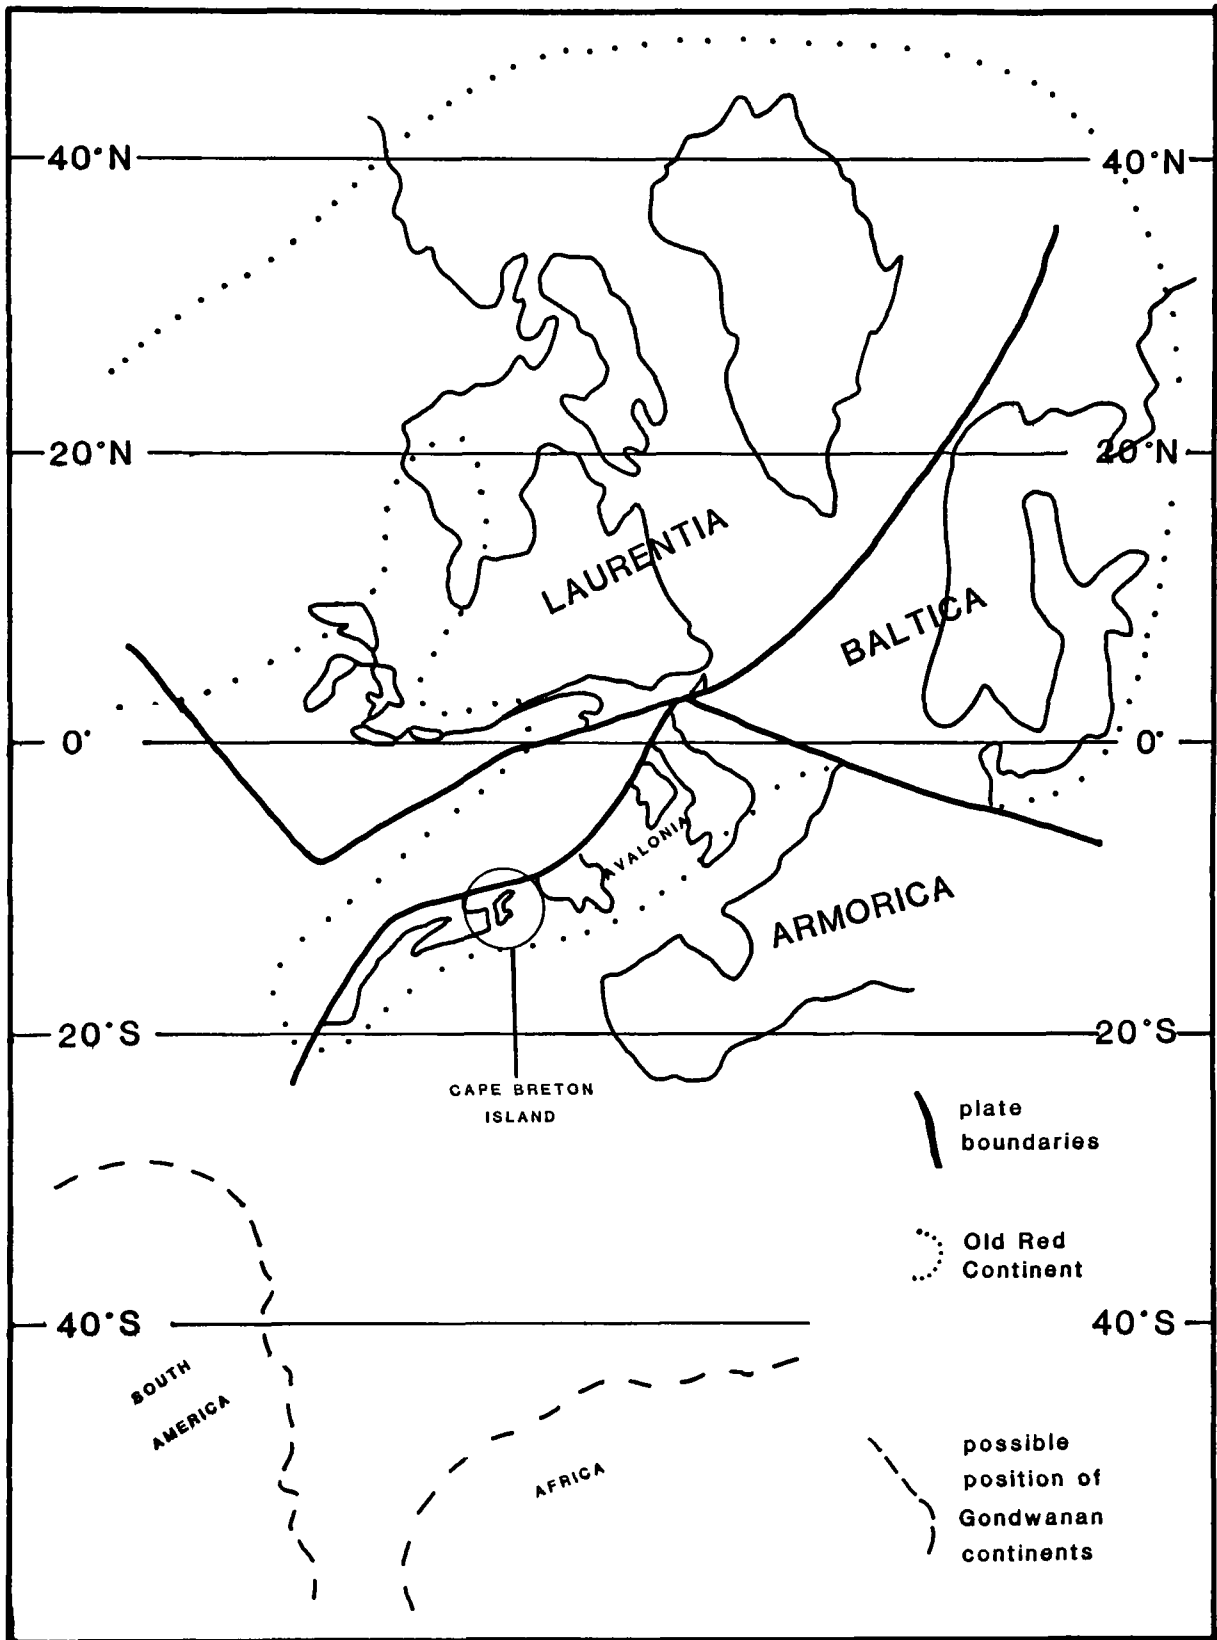 40°N
40°N
20°N
20°N
LAURENTIA
BALTICA
0°
0°
AVALONIA
ARMORICA
20°S
20°S
CAPE BRETON
ISLAND
plate
boundaries
Old Red
Continent
40°S
40°S
SOUTH
AMERICA
AFRICA
possible
position of
Gondwanan
continents